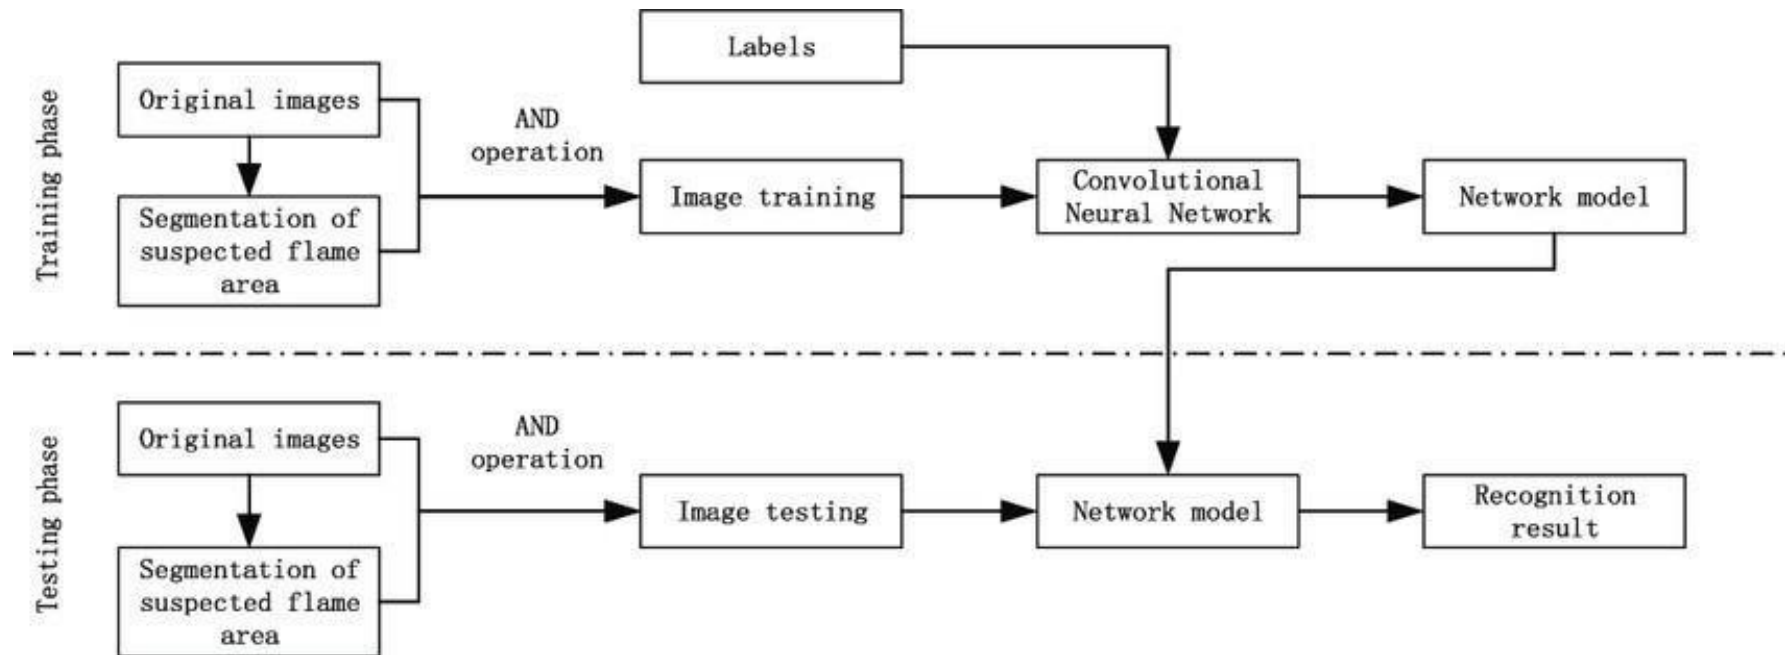 Training phase
Original images
Segmentation of
suspected flame
area
AND
operation
Labels
Image training
Convolutional
Neural Network
Network model
Testing phase
Original images
Segmentation of
suspected flame
area
AND
operation
Image testing
Network model
Recognition
result